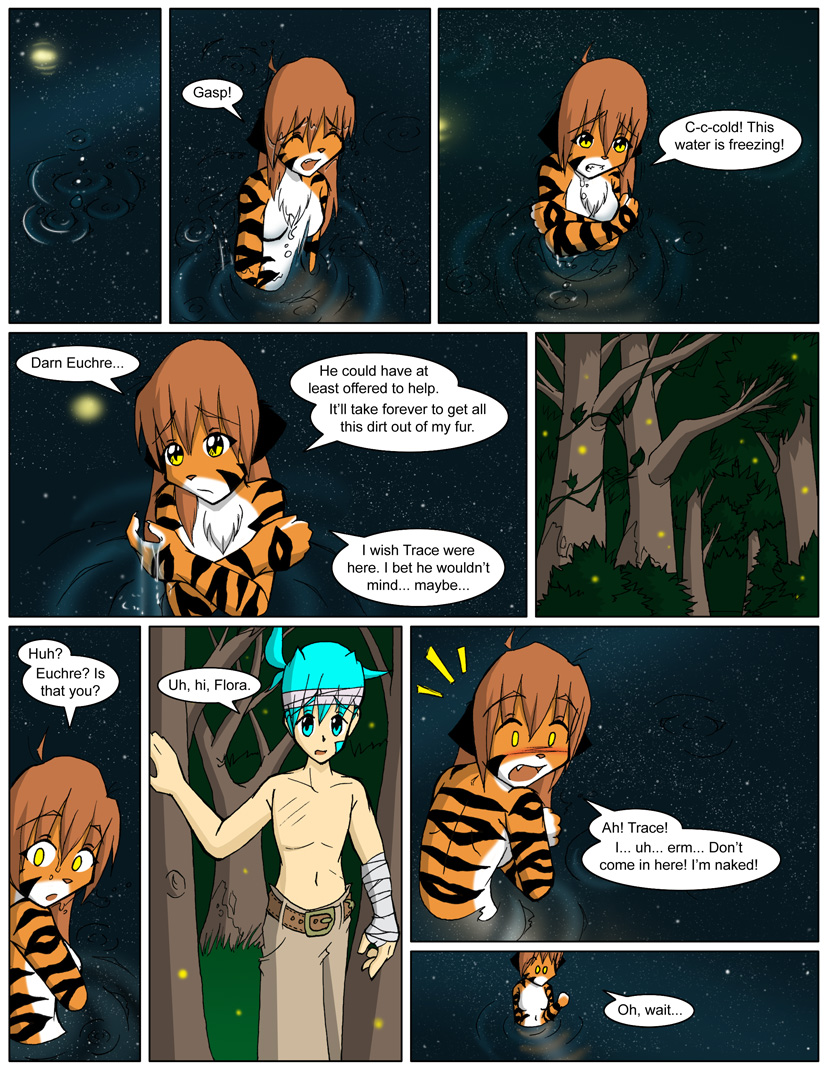 Gasp!
C-c-cold! This
water is freezing!
Darn Euchre...
He could have at
least offered to help.
It'll take forever to get all
this dirt out of my fur.
I wish Trace were
here. I bet he wouldn't
mind... maybe...
Huh?
Euchre? Is
that you?
Uh, hi, Flora.
Ah! Trace!
I... uh... erm... Don't
come in here! I'm naked!
Oh, wait...